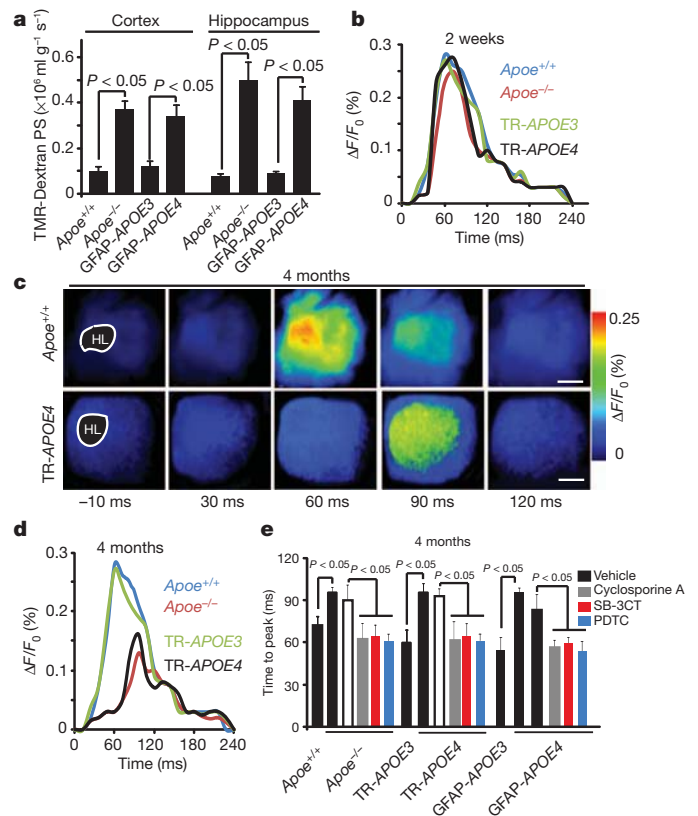 a
Cortex
Hippocampus
TMR-Dextran PS (×10⁶ ml g⁻¹ s⁻¹)
0.6
0.4
0.2
0
P < 0.05
P < 0.05
P < 0.05
P < 0.05
Apoe+/+
Apoe−/−
GFAP-APOE3
GFAP-APOE4
Apoe+/+
Apoe−/−
GFAP-APOE3
GFAP-APOE4
b
2 weeks
ΔF/F₀ (%)
0.3
0.2
0.1
0
0
60
120
180
240
Time (ms)
Apoe+/+
Apoe−/−
TR-APOE3
TR-APOE4
c
4 months
Apoe+/+
HL
TR-APOE4
HL
−10 ms
30 ms
60 ms
90 ms
120 ms
0.25
ΔF/F₀ (%)
0
d
4 months
ΔF/F₀ (%)
0.3
0.2
0.1
0
0
60
120
180
240
Time (ms)
Apoe+/+
Apoe−/−
TR-APOE3
TR-APOE4
e
4 months
Time to peak (ms)
120
90
60
30
0
P < 0.05
P < 0.05
P < 0.05
P < 0.05
P < 0.05
P < 0.05
Vehicle
Cyclosporine A
SB-3CT
PDTC
Apoe+/+
Apoe−/−
TR-APOE3
TR-APOE4
GFAP-APOE3
GFAP-APOE4